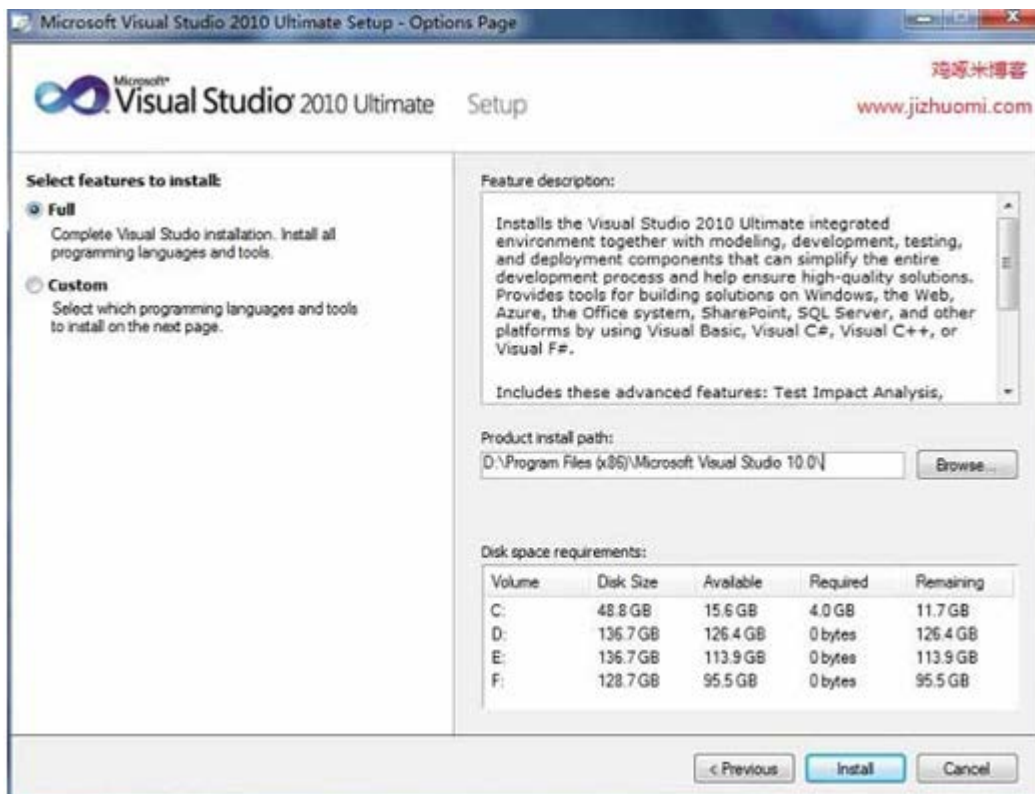 Microsoft Visual Studio 2010 Ultimate Setup - Options Page
鸡啄米博客
www.jizhuomi.com
Microsoft®
Visual Studio® 2010 Ultimate Setup
Select features to install:
Full
Complete Visual Studio installation. Install all
programming languages and tools.
Custom
Select which programming languages and tools
to install on the next page.
Feature description:
Installs the Visual Studio 2010 Ultimate integrated
environment together with modeling, development, testing,
and deployment components that can simplify the entire
development process and help ensure high-quality solutions.
Provides tools for building solutions on Windows, the Web,
Azure, the Office system, SharePoint, SQL Server, and other
platforms by using Visual Basic, Visual C#, Visual C++, or
Visual F#.
Includes these advanced features: Test Impact Analysis,
Product install path:
D:\Program Files (x86)\Microsoft Visual Studio 10.0\
Browse...
Disk space requirements:
Volume Disk Size Available Required Remaining
C: 48.8 GB 15.6 GB 4.0 GB 11.7 GB
D: 136.7 GB 126.4 GB 0 bytes 126.4 GB
E: 136.7 GB 113.9 GB 0 bytes 113.9 GB
F: 128.7 GB 95.5 GB 0 bytes 95.5 GB
< Previous Install Cancel